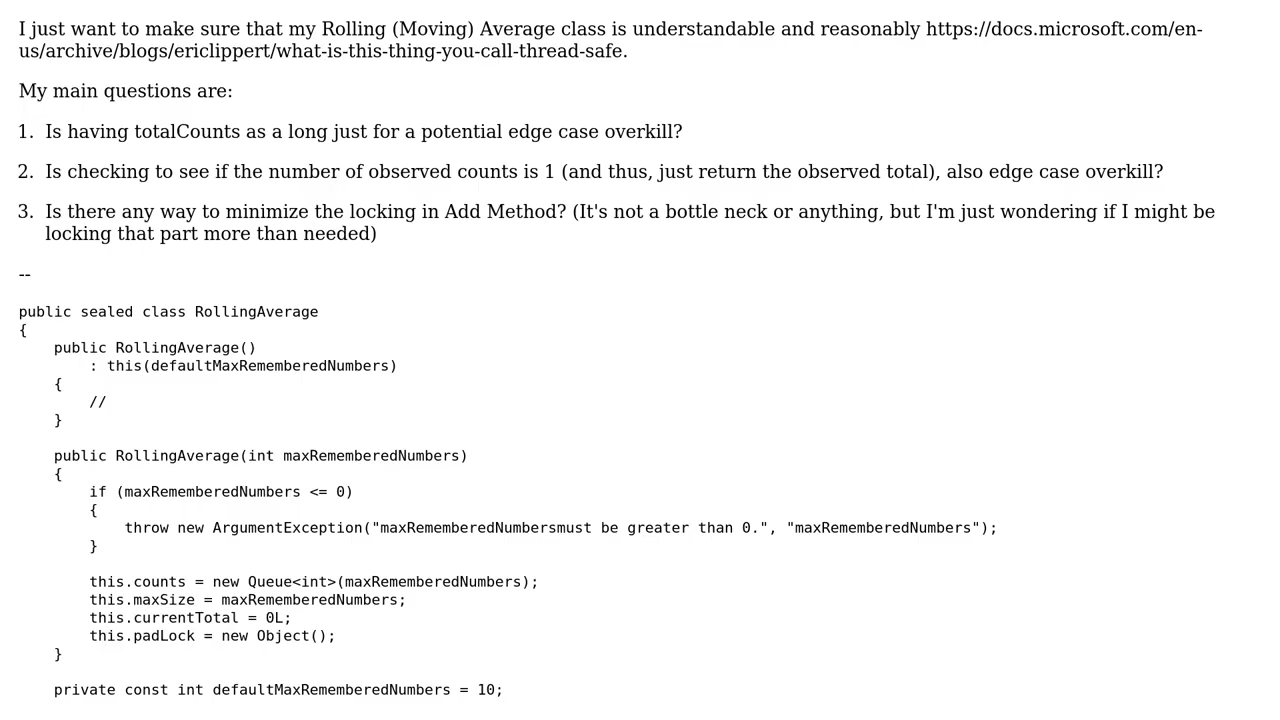 I just want to make sure that my Rolling (Moving) Average class is understandable and reasonably https://docs.microsoft.com/en-
us/archive/blogs/ericlippert/what-is-this-thing-you-call-thread-safe.
My main questions are:
1. Is having totalCounts as a long just for a potential edge case overkill?
2. Is checking to see if the number of observed counts is 1 (and thus, just return the observed total), also edge case overkill?
3. Is there any way to minimize the locking in Add Method? (It's not a bottle neck or anything, but I'm just wondering if I might be
locking that part more than needed)
--
public sealed class RollingAverage
{
    public RollingAverage()
        : this(defaultMaxRememberedNumbers)
    {
        //
    }
    public RollingAverage(int maxRememberedNumbers)
    {
        if (maxRememberedNumbers <= 0)
        {
            throw new ArgumentException("maxRememberedNumbersmust be greater than 0.", "maxRememberedNumbers");
        }
        this.counts = new Queue<int>(maxRememberedNumbers);
        this.maxSize = maxRememberedNumbers;
        this.currentTotal = 0L;
        this.padLock = new Object();
    }
    private const int defaultMaxRememberedNumbers = 10;